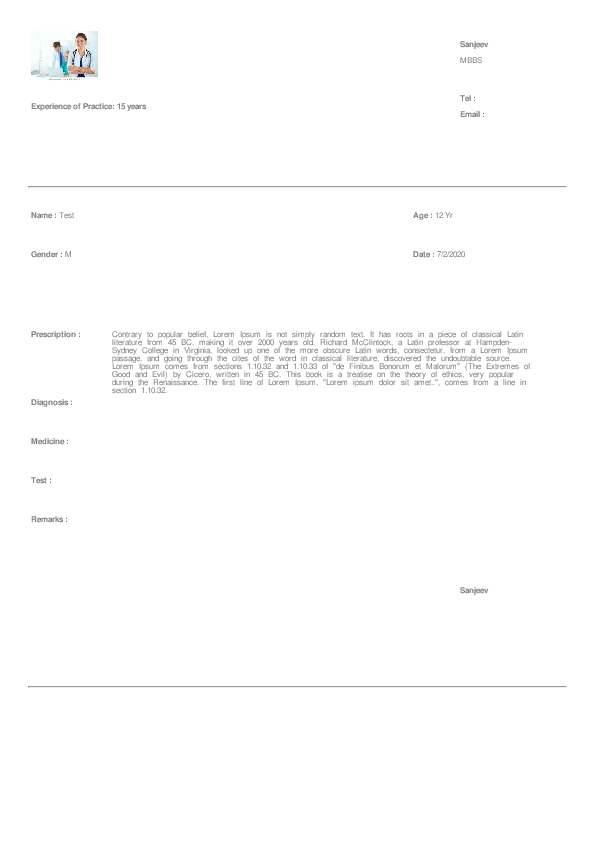 Sanjeev
MBBS
Tel :
Experience of Practice: 15 years
Email :
Name : Test
Age : 12 Yr
Gender : M
Date : 7/2/2020
Prescription :
Contrary to popular belief, Lorem Ipsum is not simply random text. It has roots in a piece of classical Latin
literature from 45 BC, making it over 2000 years old. Richard McClintock, a Latin professor at Hampden-
Sydney College in Virginia, looked up one of the more obscure Latin words, consectetur, from a Lorem Ipsum
passage, and going through the cites of the word in classical literature, discovered the undoubtable source.
Lorem Ipsum comes from sections 1.10.32 and 1.10.33 of "de Finibus Bonorum et Malorum" (The Extremes of
Good and Evil) by Cicero, written in 45 BC. This book is a treatise on the theory of ethics, very popular
during the Renaissance. The first line of Lorem Ipsum, "Lorem ipsum dolor sit amet..", comes from a line in
section 1.10.32.
Diagnosis :
Medicine :
Test :
Remarks :
Sanjeev